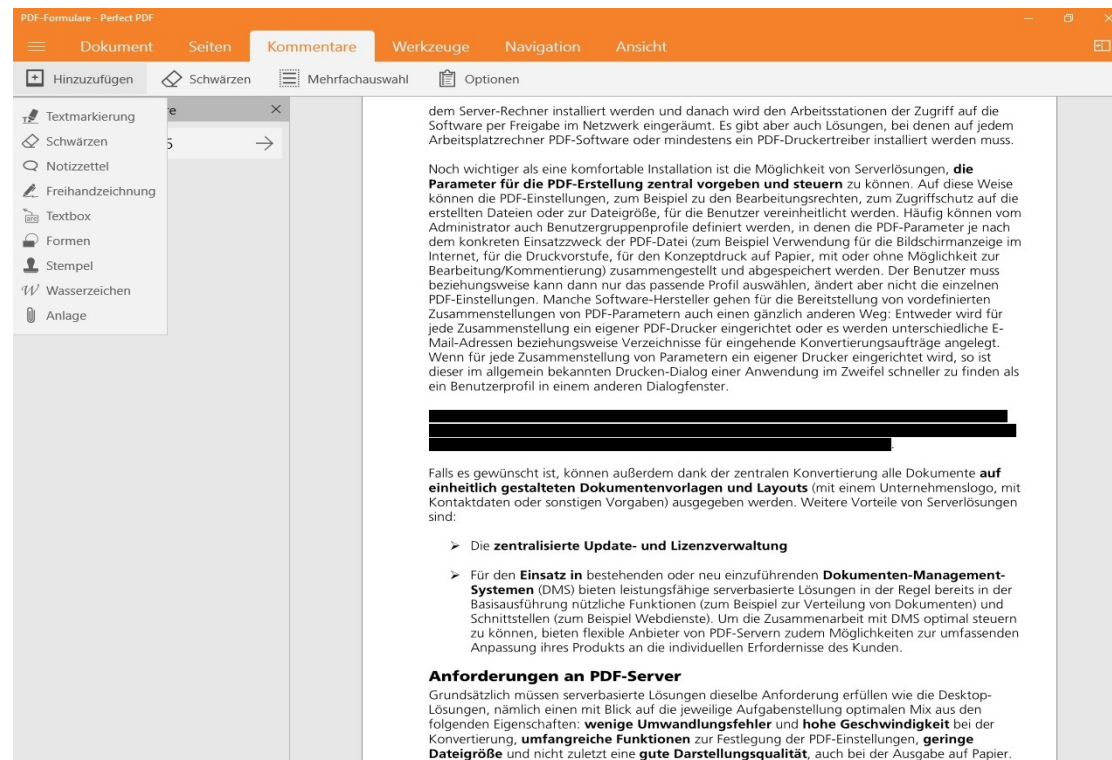 PDF-Formulare - Perfect PDF
Dokument Seiten Kommentare Werkzeuge Navigation Ansicht
Hinzuzufügen Schwärzen Mehrfachauswahl Optionen
Textmarkierung
Schwärzen
Notizzettel
Freihandzeichnung
Textbox
Formen
Stempel
Wasserzeichen
Anlage
dem Server-Rechner installiert werden und danach wird den Arbeitsstationen der Zugriff auf die
Software per Freigabe im Netzwerk eingeräumt. Es gibt aber auch Lösungen, bei denen auf jedem
Arbeitsplatzrechner PDF-Software oder mindestens ein PDF-Druckertreiber installiert werden muss.
Noch wichtiger als eine komfortable Installation ist die Möglichkeit von Serverlösungen, die
Parameter für die PDF-Erstellung zentral vorgeben und steuern zu können. Auf diese Weise
können die PDF-Einstellungen, zum Beispiel zu den Bearbeitungsrechten, zum Zugriffschutz auf die
erstellten Dateien oder zur Dateigröße, für die Benutzer vereinheitlicht werden. Häufig können vom
Administrator auch Benutzergruppenprofile definiert werden, in denen die PDF-Parameter je nach
dem konkreten Einsatzzweck der PDF-Datei (zum Beispiel Verwendung für die Bildschirmanzeige im
Internet, für die Druckvorstufe, für den Konzeptdruck auf Papier, mit oder ohne Möglichkeit zur
Bearbeitung/Kommentierung) zusammengestellt und abgespeichert werden. Der Benutzer muss
beziehungsweise kann dann nur das passende Profil auswählen, ändert aber nicht die einzelnen
PDF-Einstellungen. Manche Software-Hersteller gehen für die Bereitstellung von vordefinierten
Zusammenstellungen von PDF-Parametern auch einen gänzlich anderen Weg: Entweder wird für
jede Zusammenstellung ein eigener PDF-Drucker eingerichtet oder es werden unterschiedliche E-
Mail-Adressen beziehungsweise Verzeichnisse für eingehende Konvertierungsaufträge angelegt.
Wenn für jede Zusammenstellung von Parametern ein eigener Drucker eingerichtet wird, so ist
dieser im allgemein bekannten Drucken-Dialog einer Anwendung im Zweifel schneller zu finden als
ein Benutzerprofil in einem anderen Dialogfenster.
Falls es gewünscht ist, können außerdem dank der zentralen Konvertierung alle Dokumente auf
einheitlich gestalteten Dokumentenvorlagen und Layouts (mit einem Unternehmenslogo, mit
Kontaktdaten oder sonstigen Vorgaben) ausgegeben werden. Weitere Vorteile von Serverlösungen
sind:
➢ Die zentralisierte Update- und Lizenzverwaltung
➢ Für den Einsatz in bestehenden oder neu einzuführenden Dokumenten-Management-
Systemen (DMS) bieten leistungsfähige serverbasierte Lösungen in der Regel bereits in der
Basisausführung nützliche Funktionen (zum Beispiel zur Verteilung von Dokumenten) und
Schnittstellen (zum Beispiel Webdienste). Um die Zusammenarbeit mit DMS optimal steuern
zu können, bieten flexible Anbieter von PDF-Servern zudem Möglichkeiten zur umfassenden
Anpassung ihres Produkts an die individuellen Erfordernisse des Kunden.
Anforderungen an PDF-Server
Grundsätzlich müssen serverbasierte Lösungen dieselbe Anforderung erfüllen wie die Desktop-
Lösungen, nämlich einen mit Blick auf die jeweilige Aufgabenstellung optimalen Mix aus den
folgenden Eigenschaften: wenige Umwandlungsfehler und hohe Geschwindigkeit bei der
Konvertierung, umfangreiche Funktionen zur Festlegung der PDF-Einstellungen, geringe
Dateigröße und nicht zuletzt eine gute Darstellungsqualität, auch bei der Ausgabe auf Papier.